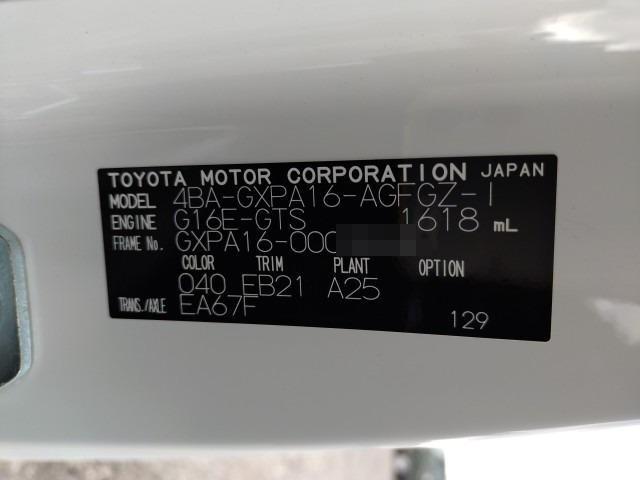 TOYOTA MOTOR CORPORATION JAPAN
MODEL 4BA-GXPA16-AGFGZ-I
ENGINE G16E-GTS 1618 mL
FRAME No. GXPA16-000
COLOR TRIM PLANT OPTION
040 EB21 A25
TRANS./AXLE EA67F
129